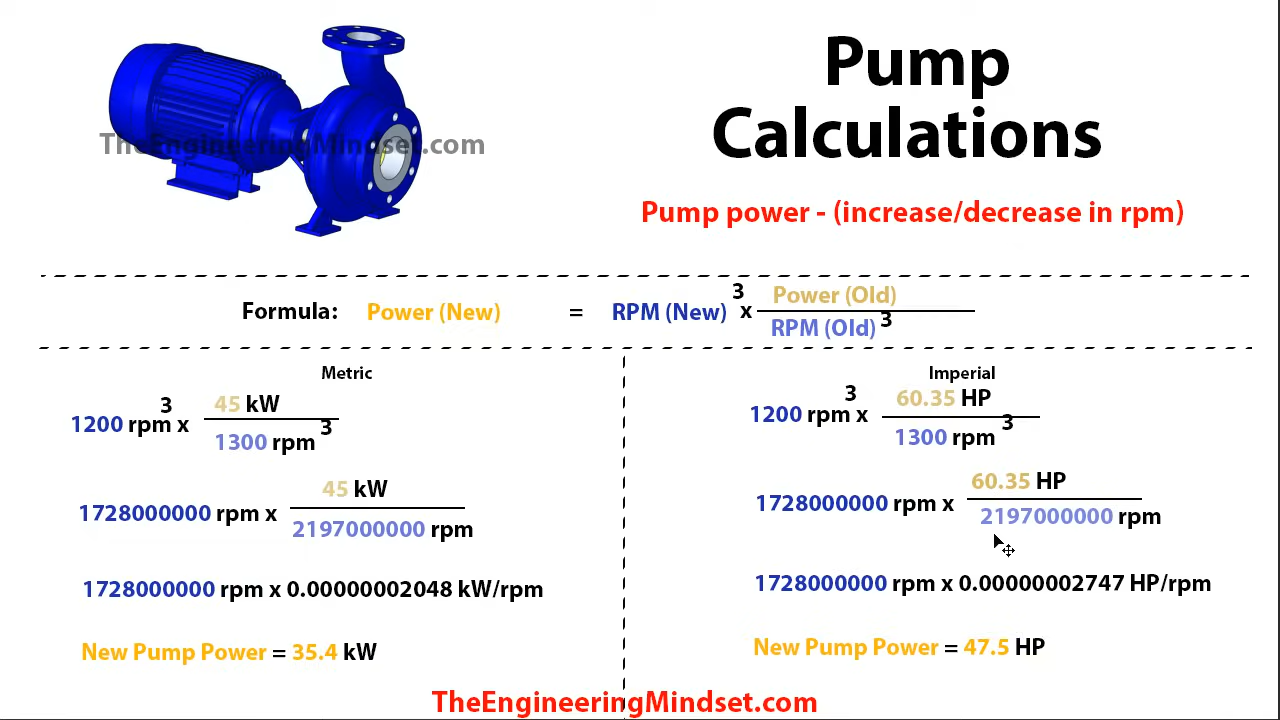 Pump
Calculations
TheEngineeringMindset.com
Pump power - (increase/decrease in rpm)
Formula: Power (New) = RPM (New) 3 x Power (Old)
RPM (Old) 3
Metric
1200 rpm 3 x 45 kW
1300 rpm 3
1728000000 rpm x 45 kW
2197000000 rpm
1728000000 rpm x 0.00000002048 kW/rpm
New Pump Power = 35.4 kW
Imperial
1200 rpm 3 x 60.35 HP
1300 rpm 3
1728000000 rpm x 60.35 HP
2197000000 rpm
1728000000 rpm x 0.00000002747 HP/rpm
New Pump Power = 47.5 HP
TheEngineeringMindset.com